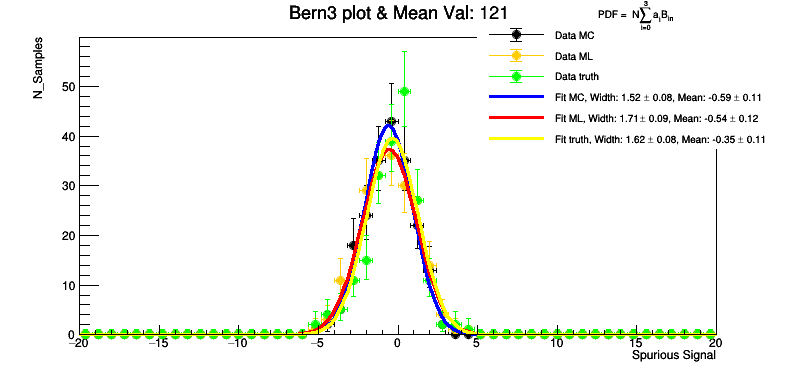 Bern3 plot & Mean Val: 121
PDF = N∑aᵢBᵢₙ
3
i=0
Data MC
Data ML
Data truth
Fit MC, Width: 1.52 ± 0.08, Mean: -0.59 ± 0.11
Fit ML, Width: 1.71 ± 0.09, Mean: -0.54 ± 0.12
Fit truth, Width: 1.62 ± 0.08, Mean: -0.35 ± 0.11
N_Samples
50
40
30
20
10
0
−20 −15 −10 −5 0 5 10 15 20
Spurious Signal